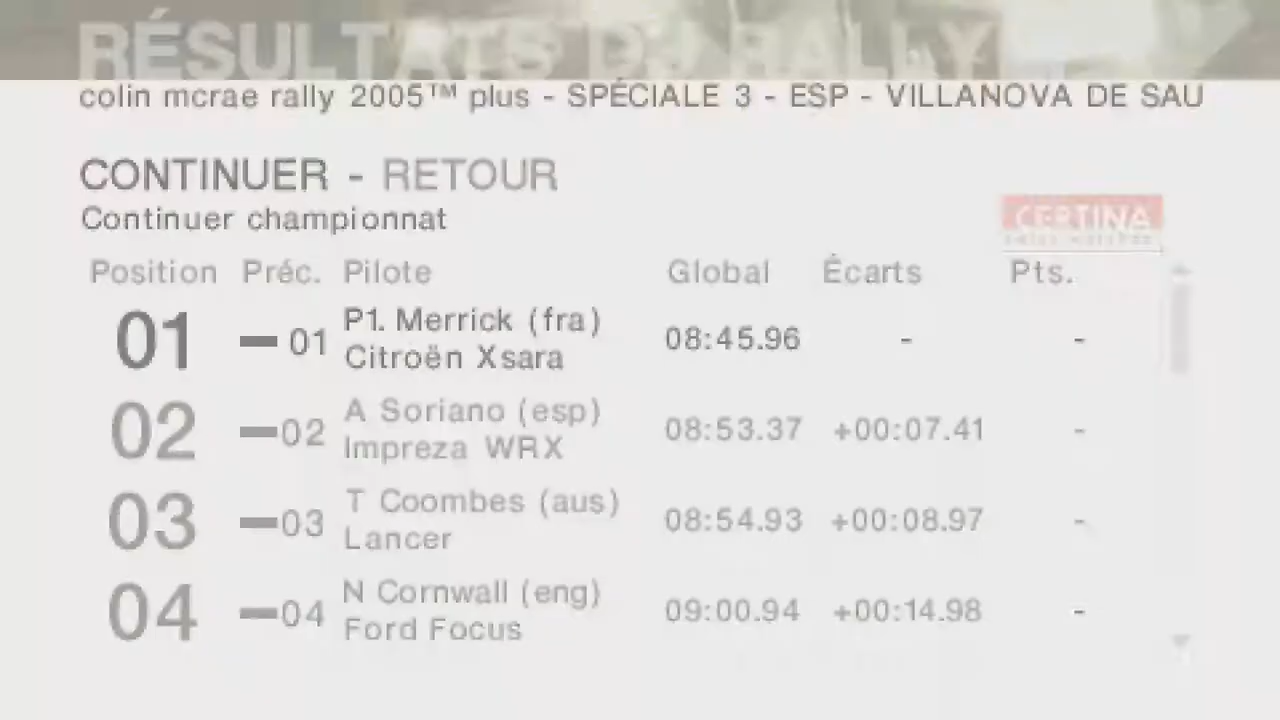 RÉSULTATS DU RALLYE
colin mcrae rally 2005™ plus - SPÉCIALE 3 - ESP - VILLANOVA DE SAU
CONTINUER - RETOUR
Continuer championnat
CERTINA
Position Préc. Pilote Global Écarts Pts.
01 01 P1. Merrick (fra) 08:45.96 - -
Citroën Xsara
02 02 A Soriano (esp) 08:53.37 +00:07.41 -
Impreza WRX
03 03 T Coombes (aus) 08:54.93 +00:08.97 -
Lancer
04 04 N Cornwall (eng) 09:00.94 +00:14.98 -
Ford Focus